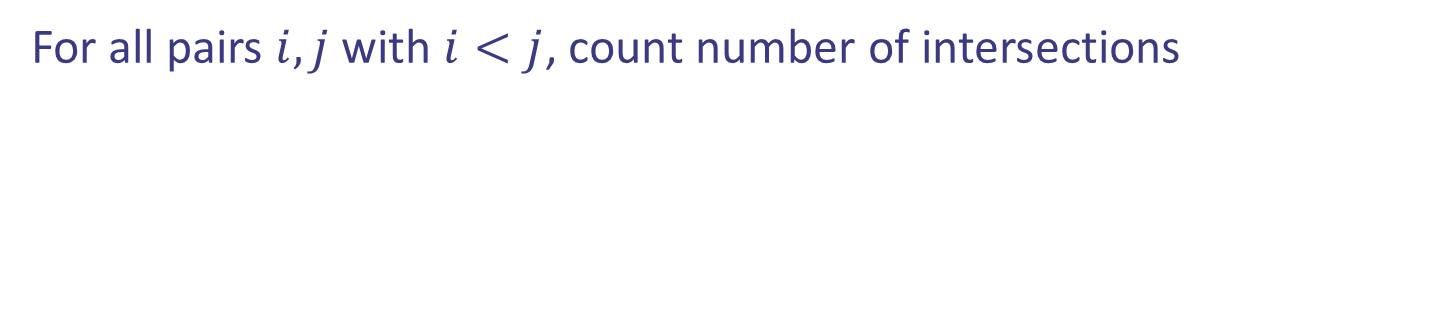 For all pairs 𝑖, 𝑗 with 𝑖 < 𝑗, count number of intersections